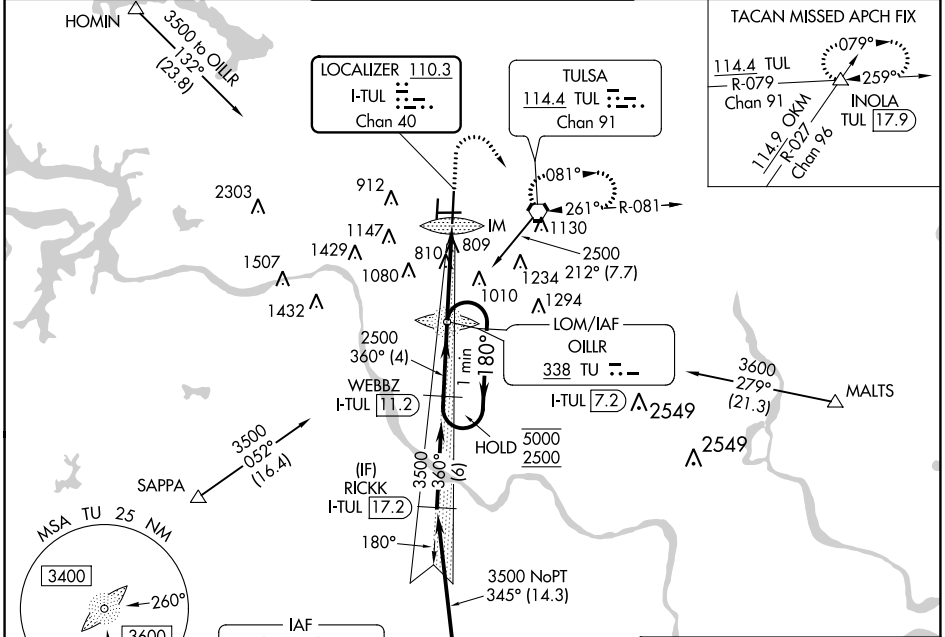 HOMIN
3500 to OILLR
132°
(23.8)
LOCALIZER 110.3
I-TUL
Chan 40
TULSA
114.4 TUL
Chan 91
TACAN MISSED APCH FIX
114.4 TUL
R-079
Chan 91
079°
259°
INOLA
TUL 17.9
114.9 OKM
R-027
Chan 96
2303
912
1147
1429
1507
1432
1080
810
809
IM
081°
261°
R-081
1130
2500
212° (7.7)
1234
1010
1294
LOM/IAF
OILLR
338 TU
I-TUL 7.2
2549
2549
3600
279°
(21.3)
MALTS
2500
360° (4)
1 min
180°
WEBBZ
I-TUL 11.2
HOLD
5000
2500
3500
052°
(16.4)
SAPPA
3500
360°
(6)
(IF)
RICKK
I-TUL 17.2
180°
3500 NoPT
345° (14.3)
MSA TU 25 NM
3400
260°
3600
IAF